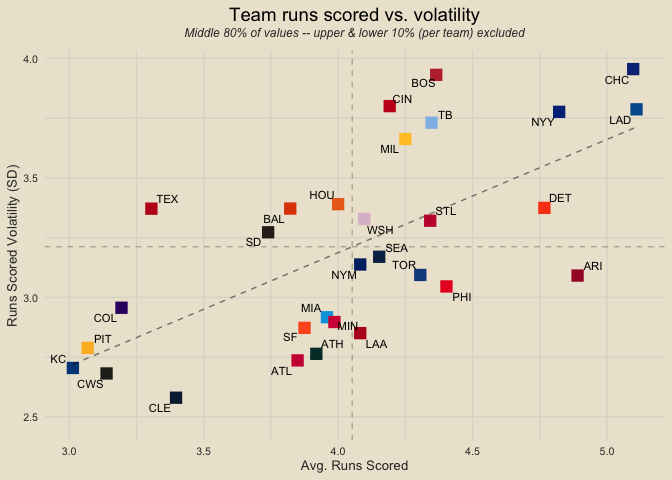 Team runs scored vs. volatility
Middle 80% of values -- upper & lower 10% (per team) excluded
4.0
BOS
CHC
CIN
TB
NYY
LAD
MIL
3.5
TEX
HOU
DET
BAL
STL
WSH
SD
SEA
NYM
TOR
ARI
3.0
PHI
COL
MIA
MIN
SF
ATH
LAA
PIT
KC
ATL
CWS
CLE
2.5
3.0
3.5
4.0
4.5
5.0
Avg. Runs Scored
Runs Scored Volatility (SD)